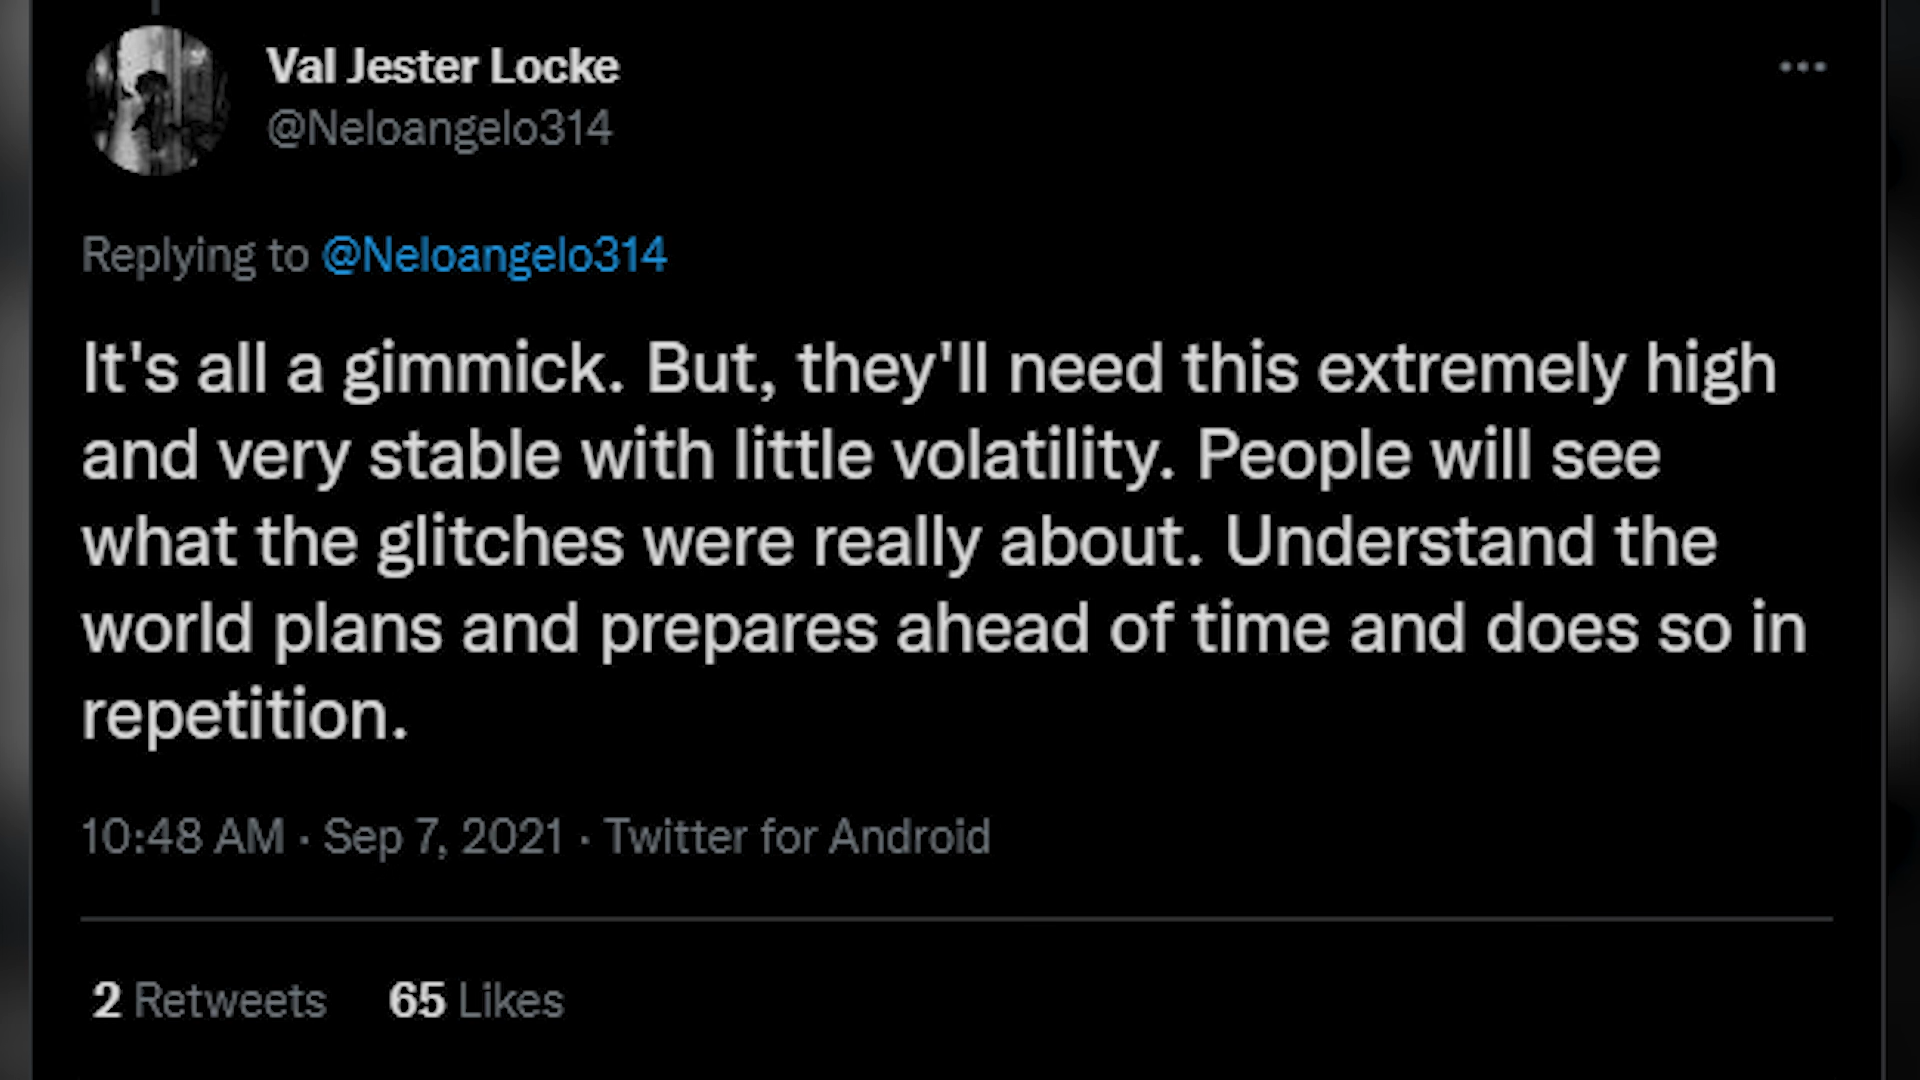 Val Jester Locke
@Neloangelo314
Replying to @Neloangelo314
It's all a gimmick. But, they'll need this extremely high
and very stable with little volatility. People will see
what the glitches were really about. Understand the
world plans and prepares ahead of time and does so in
repetition.
10:48 AM · Sep 7, 2021 · Twitter for Android
2 Retweets 65 Likes